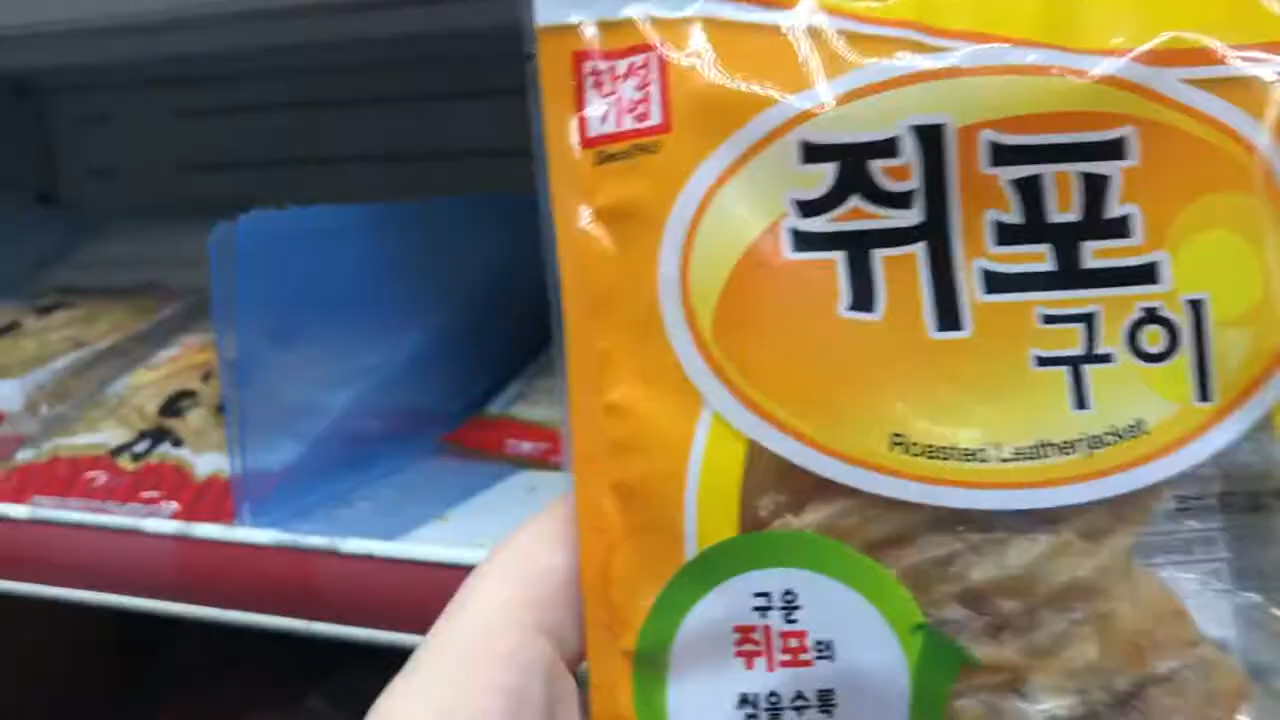 한성
기업
쥐포
구이
Roasted Leatherjacket
구운
쥐포의
씹을수록